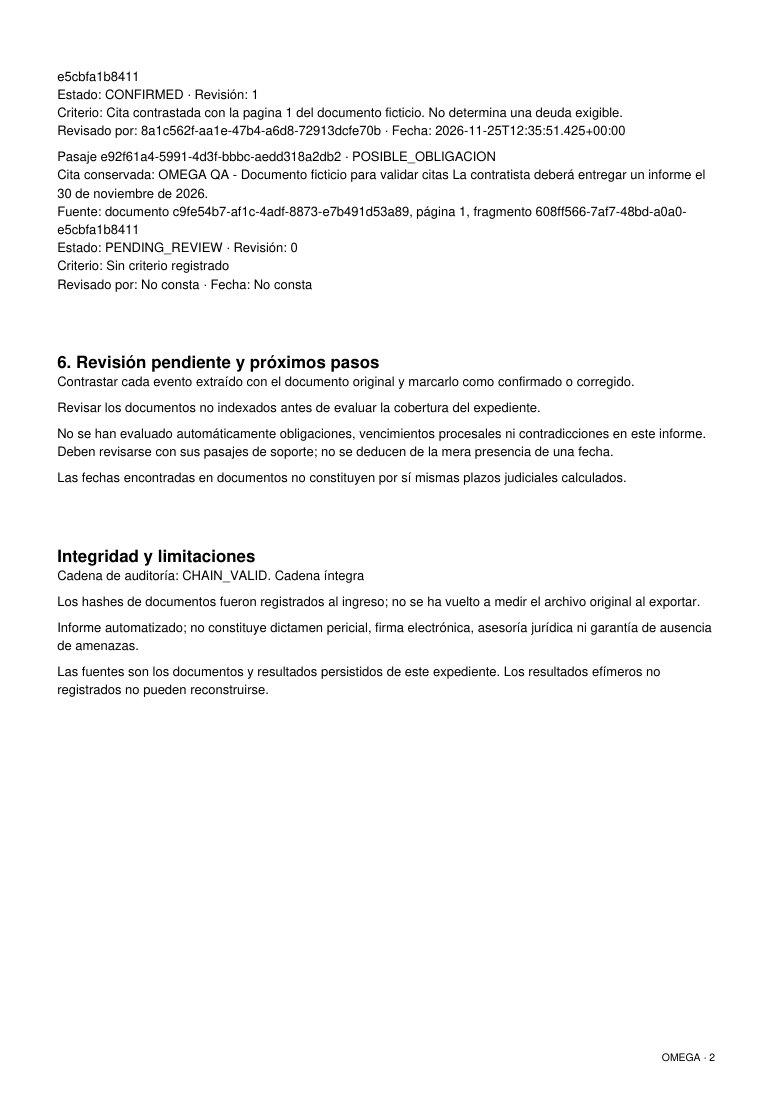 e5cbfa1b8411
Estado: CONFIRMED · Revisión: 1
Criterio: Cita contrastada con la pagina 1 del documento ficticio. No determina una deuda exigible.
Revisado por: 8a1c562f-aa1e-47b4-a6d8-72913dcfe70b · Fecha: 2026-11-25T12:35:51.425+00:00
Pasaje e92f61a4-5991-4d3f-bbbc-aedd318a2db2 · POSIBLE_OBLIGACION
Cita conservada: OMEGA QA - Documento ficticio para validar citas La contratista deberá entregar un informe el
30 de noviembre de 2026.
Fuente: documento c9fe54b7-af1c-4adf-8873-e7b491d53a89, página 1, fragmento 608ff566-7af7-48bd-a0a0-
e5cbfa1b8411
Estado: PENDING_REVIEW · Revisión: 0
Criterio: Sin criterio registrado
Revisado por: No consta · Fecha: No consta
6. Revisión pendiente y próximos pasos
Contrastar cada evento extraído con el documento original y marcarlo como confirmado o corregido.
Revisar los documentos no indexados antes de evaluar la cobertura del expediente.
No se han evaluado automáticamente obligaciones, vencimientos procesales ni contradicciones en este informe.
Deben revisarse con sus pasajes de soporte; no se deducen de la mera presencia de una fecha.
Las fechas encontradas en documentos no constituyen por sí mismas plazos judiciales calculados.
Integridad y limitaciones
Cadena de auditoría: CHAIN_VALID. Cadena íntegra
Los hashes de documentos fueron registrados al ingreso; no se ha vuelto a medir el archivo original al exportar.
Informe automatizado; no constituye dictamen pericial, firma electrónica, asesoría jurídica ni garantía de ausencia
de amenazas.
Las fuentes son los documentos y resultados persistidos de este expediente. Los resultados efímeros no
registrados no pueden reconstruirse.
OMEGA · 2